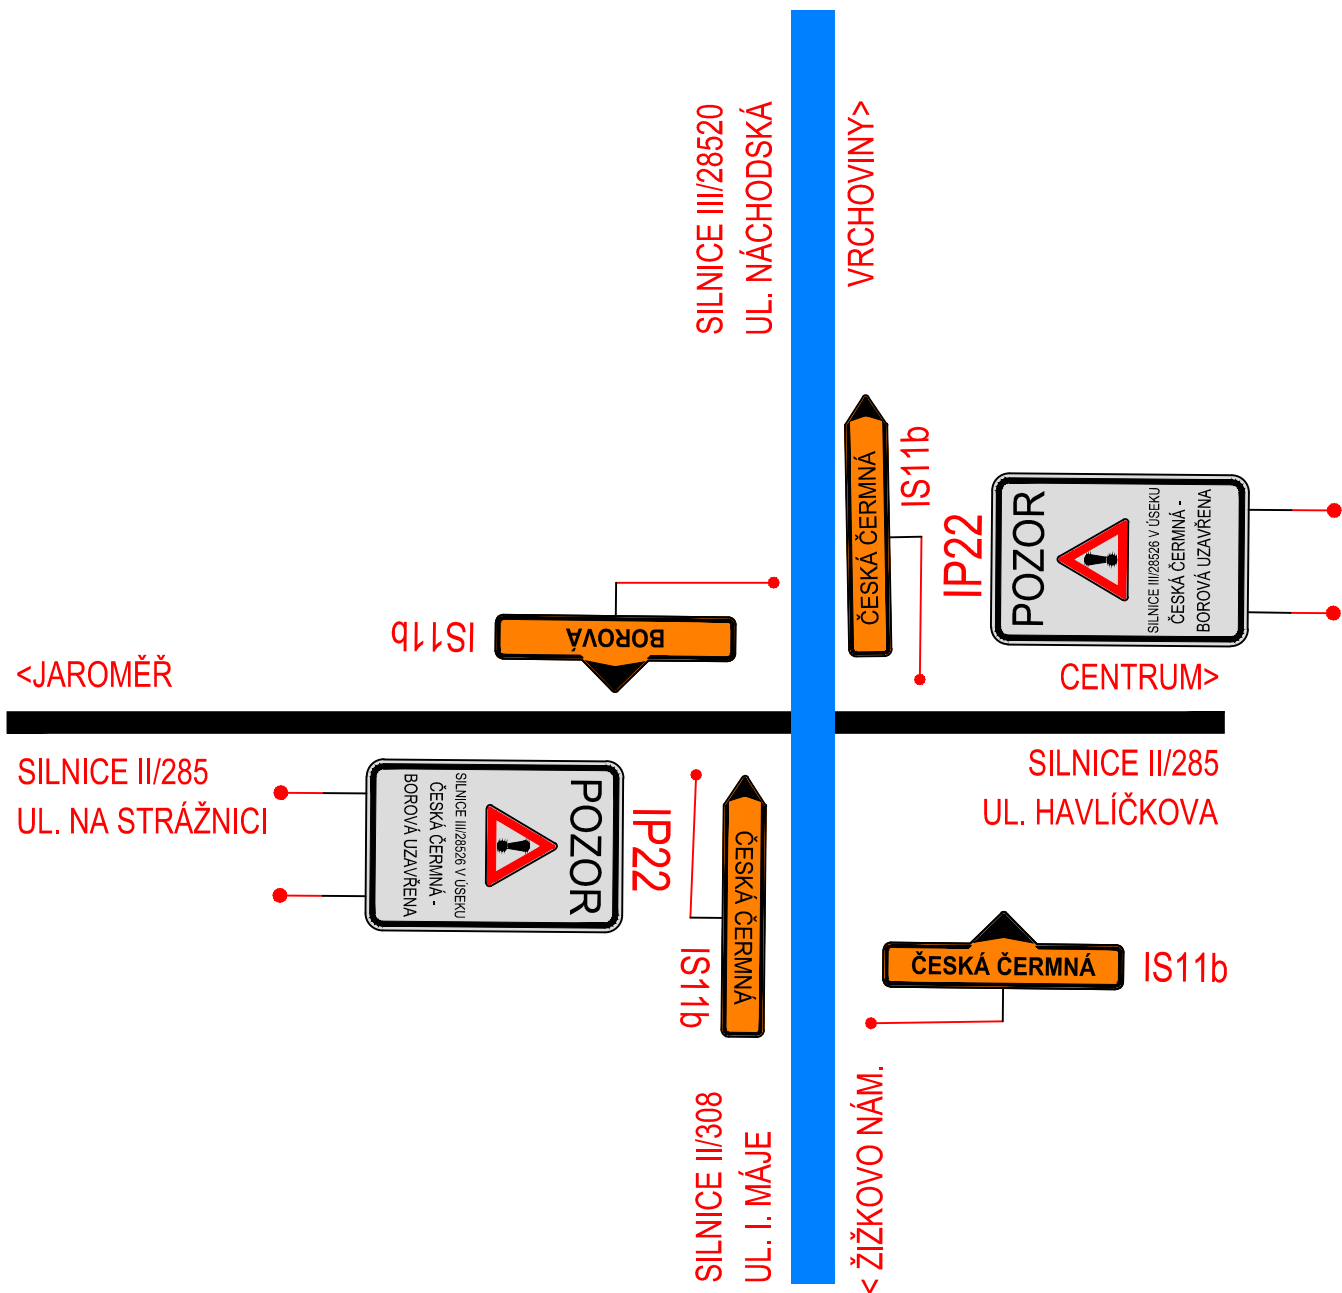 SILNICE III/28520
UL. NÁCHODSKÁ
VRCHOVINY>
ČESKÁ ČERMNÁ
IS11b
IP22
POZOR
SILNICE III/28526 V ÚSEKU
ČESKÁ ČERMNÁ -
BOROVÁ UZAVŘENA
BOROVÁ
IS11b
<JAROMĚŘ
CENTRUM>
SILNICE II/285
UL. NA STRÁŽNICI
SILNICE II/285
UL. HAVLÍČKOVA
POZOR
SILNICE III/28526 V ÚSEKU
ČESKÁ ČERMNÁ -
BOROVÁ UZAVŘENA
IP22
ČESKÁ ČERMNÁ
IS11b
ČESKÁ ČERMNÁ
IS11b
SILNICE II/308
UL. I. MÁJE
< ŽIŽKOVO NÁM.